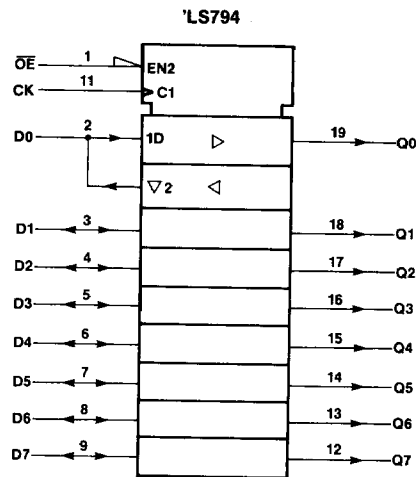 'LS794
OE 1 EN2
CK 11 C1
D0 2 1D 19 Q0
2
D1 3 18 Q1
D2 4 17 Q2
D3 5 16 Q3
D4 6 15 Q4
D5 7 14 Q5
D6 8 13 Q6
D7 9 12 Q7